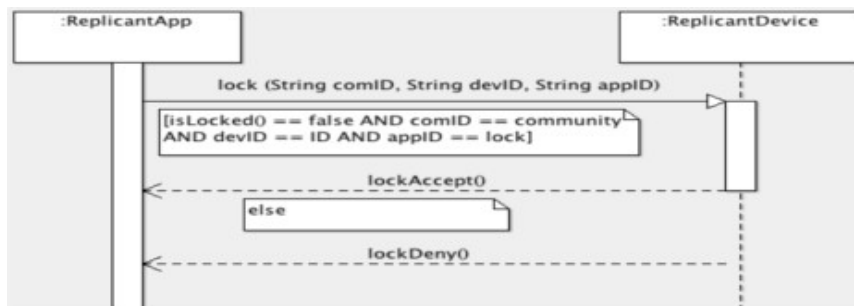 :ReplicantApp
:ReplicantDevice
lock (String comID, String devID, String appID)
[isLocked() == false AND comID == community
AND devID == ID AND appID == lock]
lockAccept()
else
lockDeny()